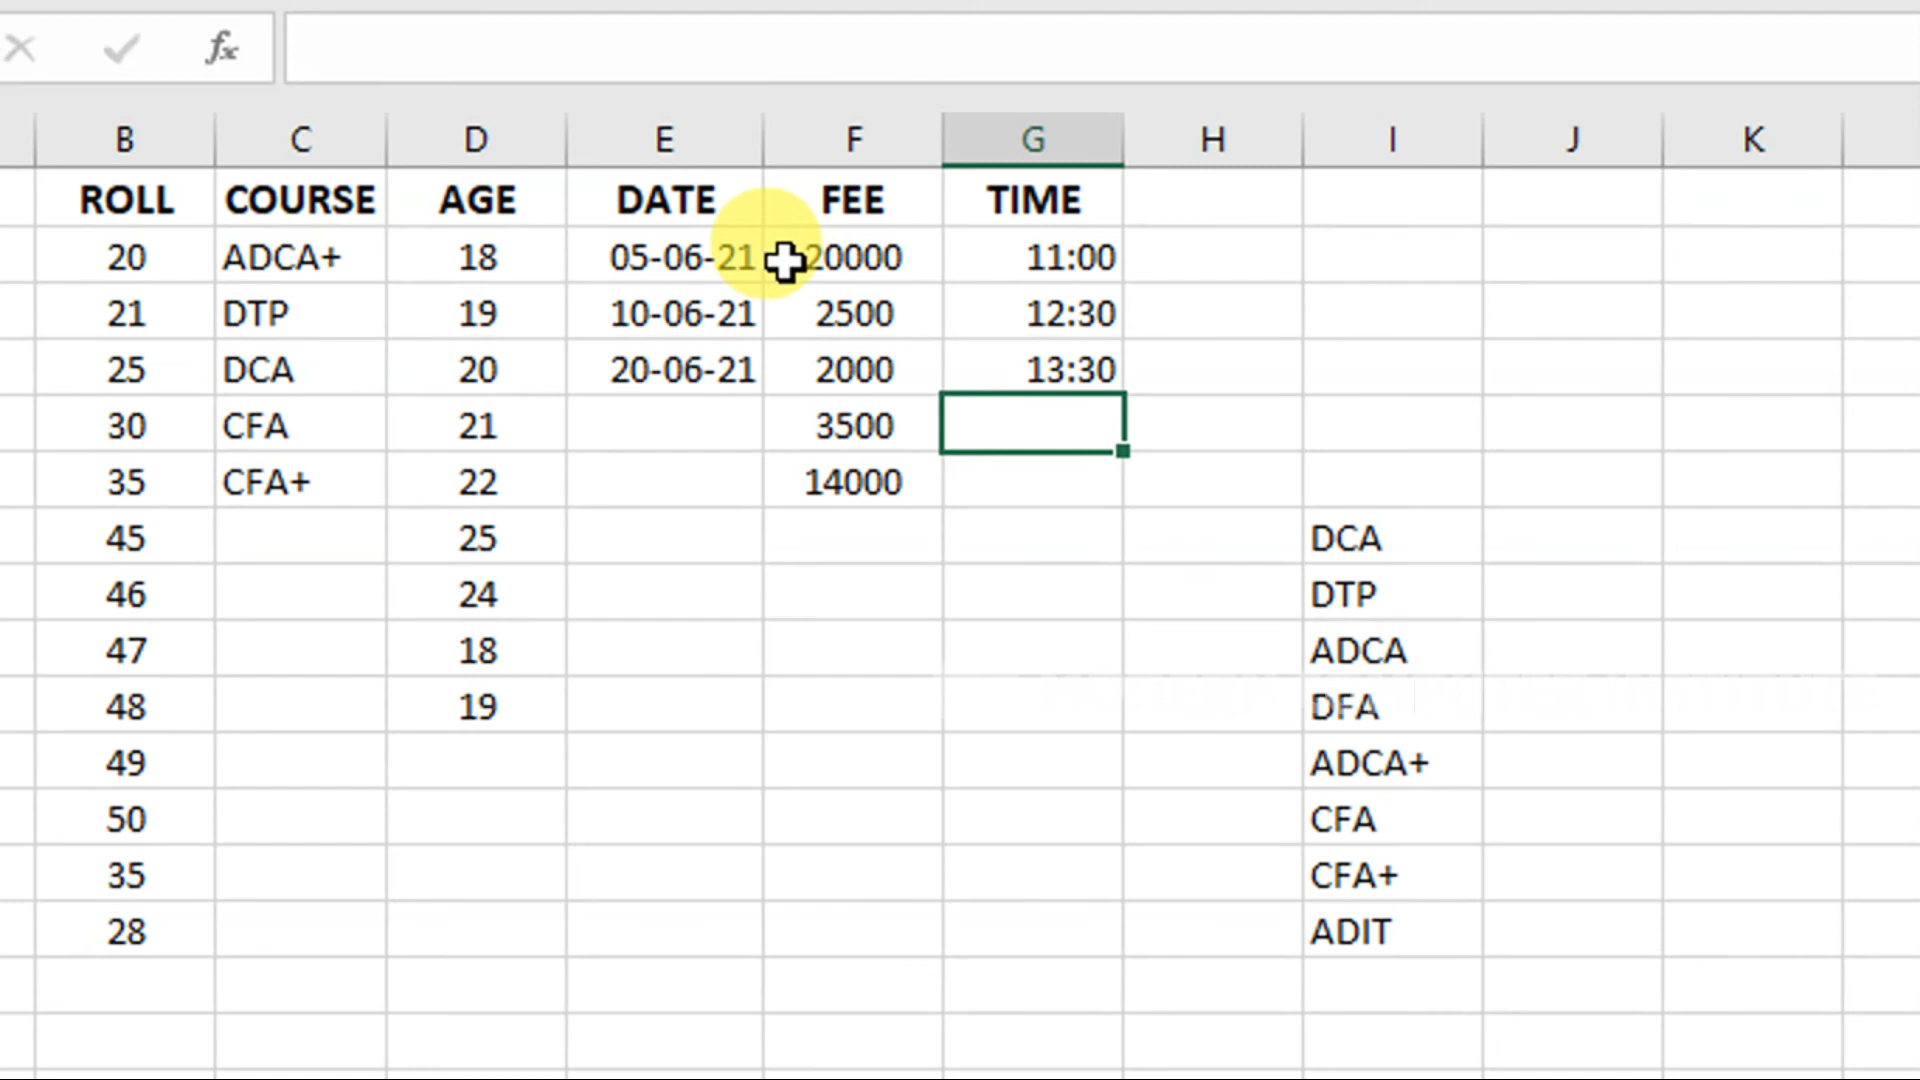 fx
B C D E F G H I J K
ROLL COURSE AGE DATE FEE TIME
20 ADCA+ 18 05-06-21 20000 11:00
21 DTP 19 10-06-21 2500 12:30
25 DCA 20 20-06-21 2000 13:30
30 CFA 21 3500
35 CFA+ 22 14000
45 25 DCA
46 24 DTP
47 18 ADCA
48 19 DFA
49 ADCA+
50 CFA
35 CFA+
28 ADIT